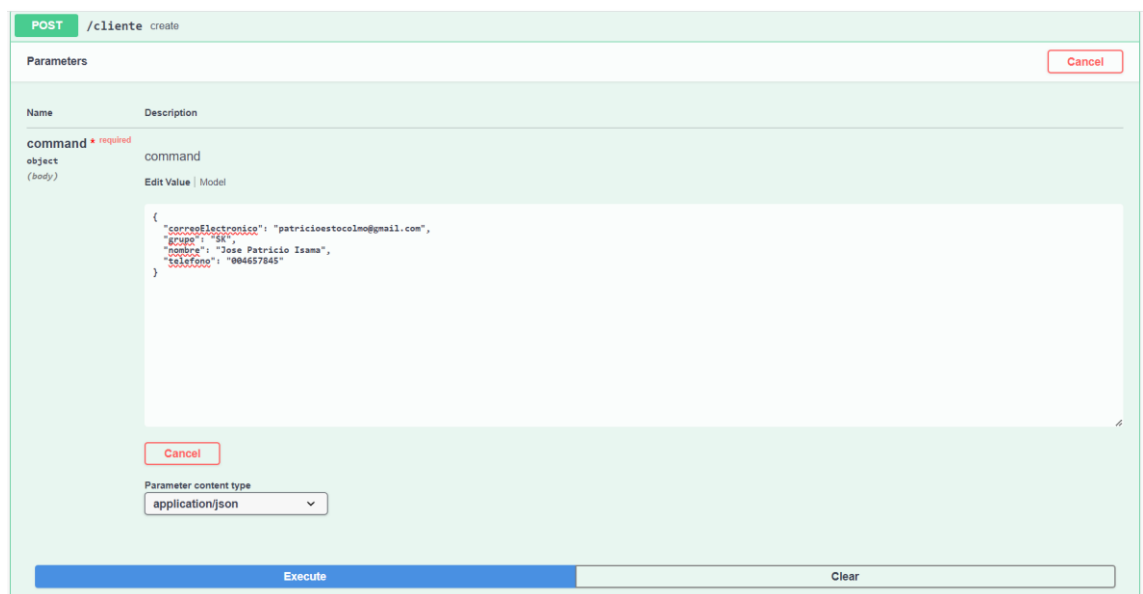 POST /cliente create
Parameters Cancel
Name Description
command * required
object
(body)
command
Edit Value | Model
{
"correoElectronico": "patricioestocolmo@gmail.com",
"grupo": "SK",
"nombre": "Jose Patricio Isama",
"telefono": "004657845"
}
Cancel
Parameter content type
application/json
Execute Clear